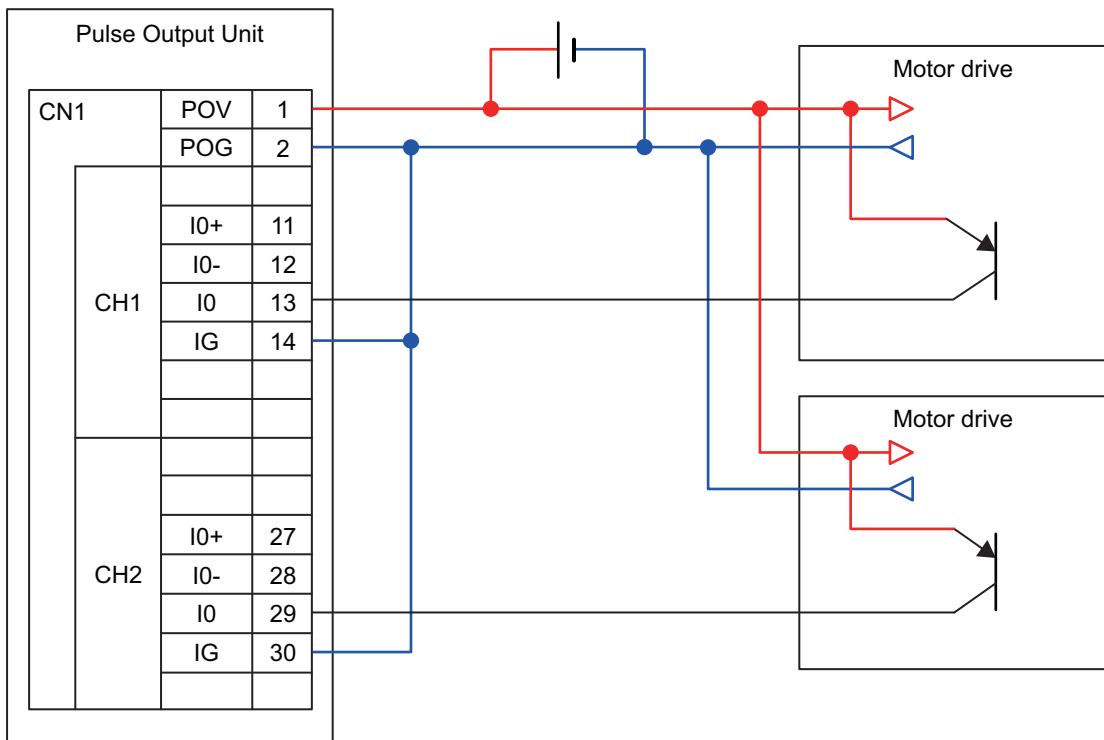 Pulse Output Unit
Motor drive
CN1 POV 1
POG 2
I0+ 11
I0- 12
CH1 I0 13
IG 14
Motor drive
I0+ 27
I0- 28
CH2 I0 29
IG 30